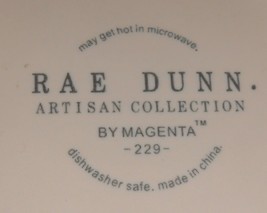 may get hot in microwave.
RAE DUNN.
ARTISAN COLLECTION
BY MAGENTA™
-229-
dishwasher safe. made in china.